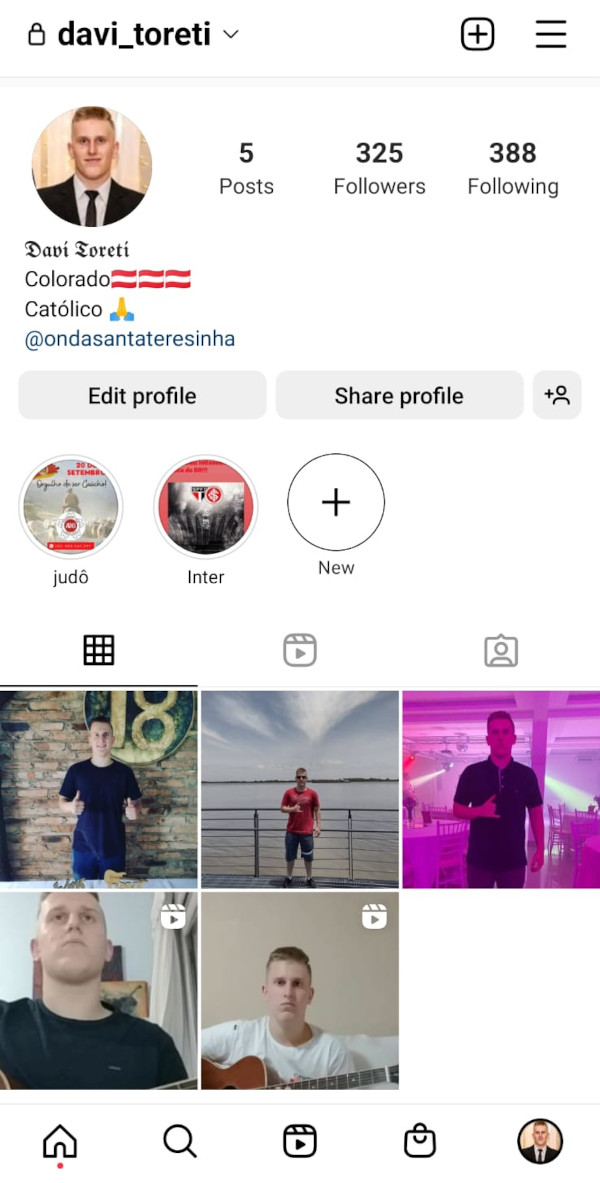 davi_toreti
5
325
388
Posts
Followers
Following
𝕯𝖆𝖛𝖎 𝕿𝖔𝖗𝖊𝖙𝖎
Colorado🇦🇹🇦🇹🇦🇹
Católico 🙏
@ondasantateresinha
Edit profile
Share profile
20 DE
SETEMBRO
Orgulho de ser Gaúcho!
judô
Inter
New
18